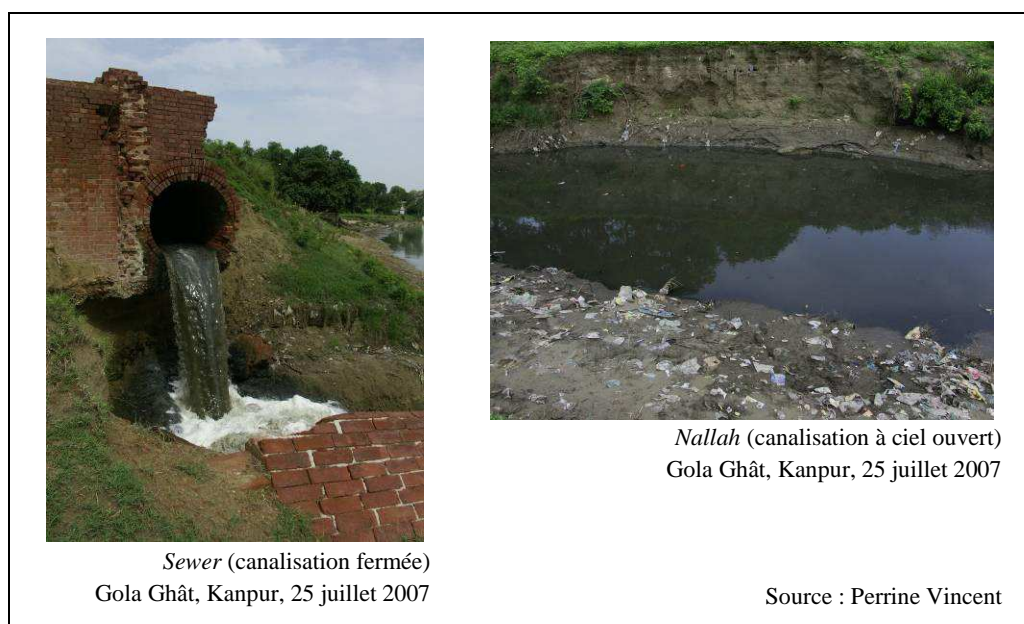 Sewer (canalisation fermée)
Gola Ghât, Kanpur, 25 juillet 2007
Nallah (canalisation à ciel ouvert)
Gola Ghât, Kanpur, 25 juillet 2007
Source : Perrine Vincent